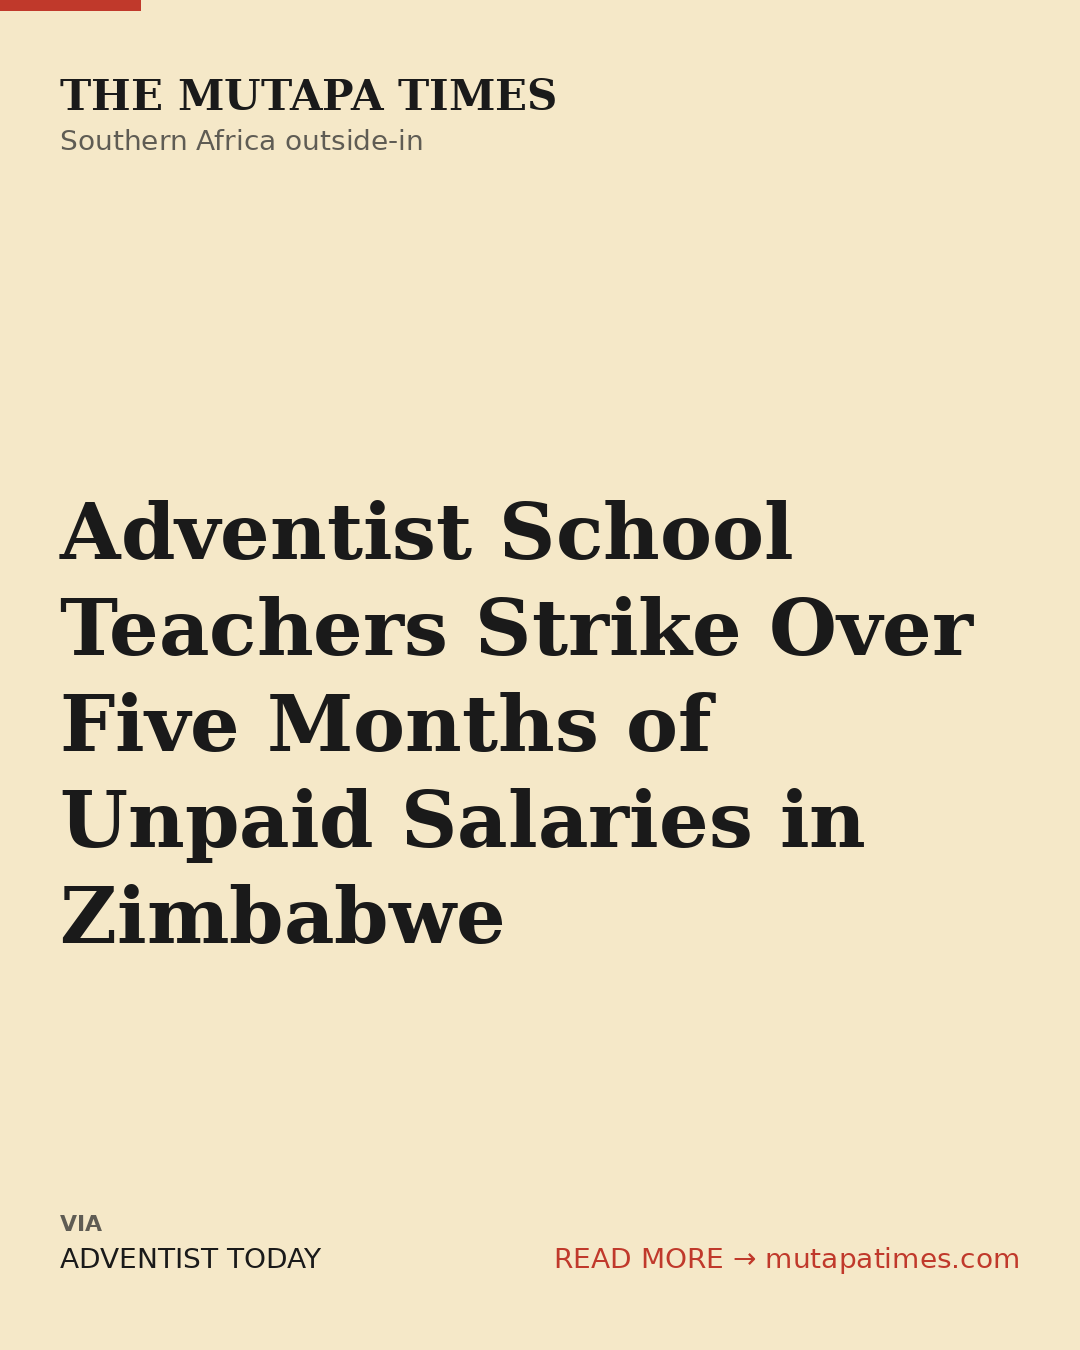 THE MUTAPA TIMES
Southern Africa outside-in
Adventist School
Teachers Strike Over
Five Months of
Unpaid Salaries in
Zimbabwe
VIA
ADVENTIST TODAY
READ MORE → mutapatimes.com